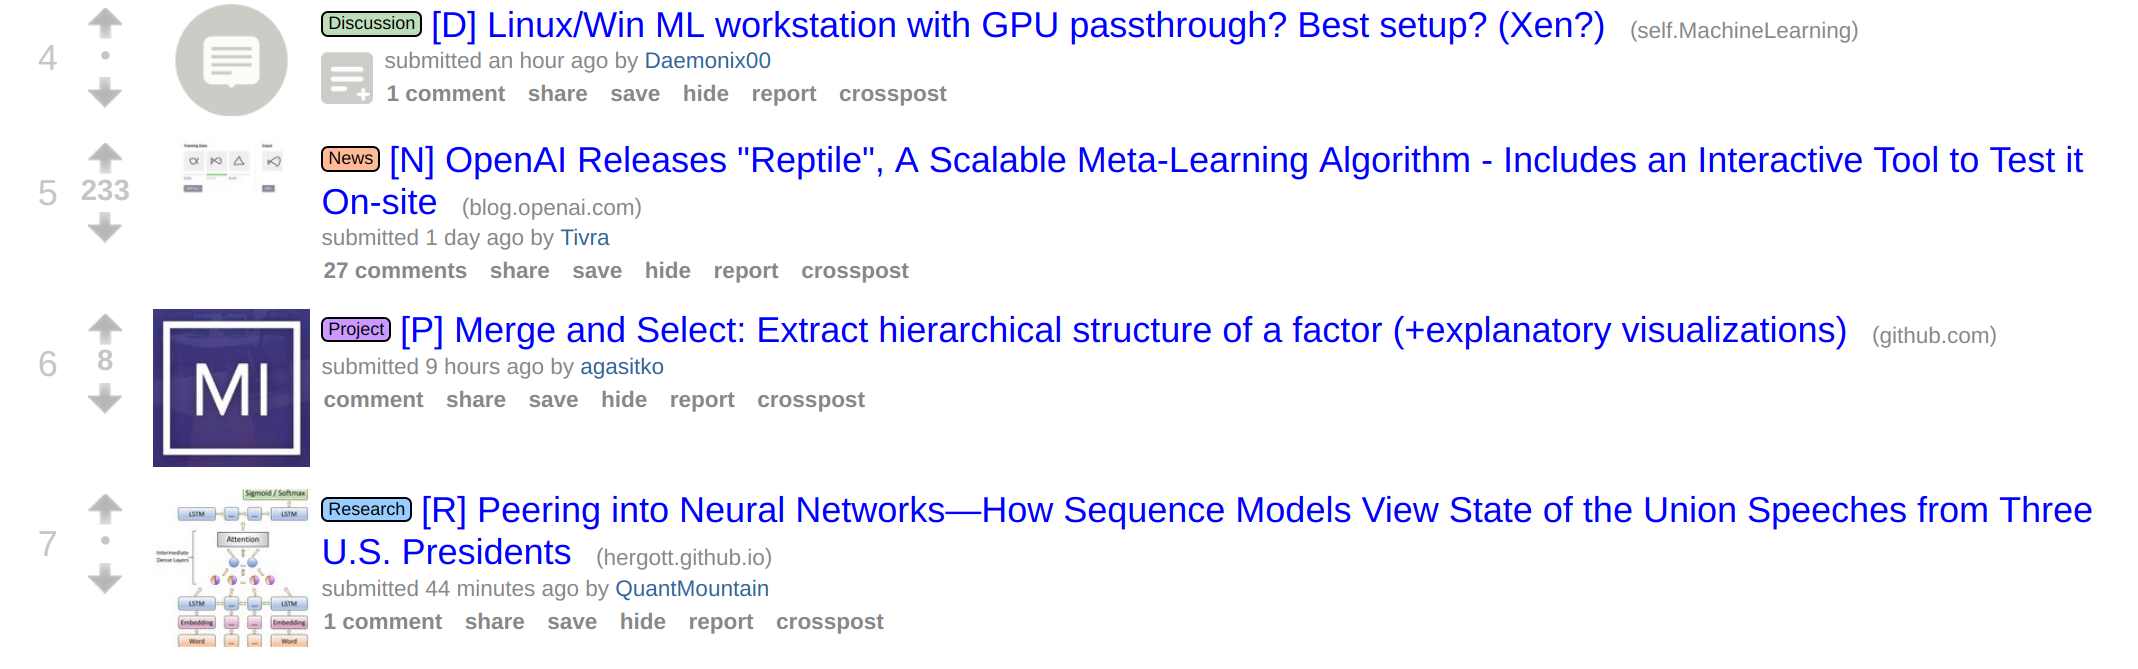 4
•
Discussion [D] Linux/Win ML workstation with GPU passthrough? Best setup? (Xen?) (self.MachineLearning)
submitted an hour ago by Daemonix00
1 comment share save hide report crosspost
5
233
Training Data Input
News [N] OpenAI Releases "Reptile", A Scalable Meta-Learning Algorithm - Includes an Interactive Tool to Test it
On-site (blog.openai.com)
submitted 1 day ago by Tivra
27 comments share save hide report crosspost
6
8
MI
Project [P] Merge and Select: Extract hierarchical structure of a factor (+explanatory visualizations) (github.com)
submitted 9 hours ago by agasitko
comment share save hide report crosspost
7
•
Sigmoid / Softmax
LSTM ... ... LSTM
Attention
Intermediate
Dense Layers
...
LSTM ... ... LSTM
Embedding ... ... Embedding
Word ... ... Word
Research [R] Peering into Neural Networks—How Sequence Models View State of the Union Speeches from Three
U.S. Presidents (hergott.github.io)
submitted 44 minutes ago by QuantMountain
1 comment share save hide report crosspost